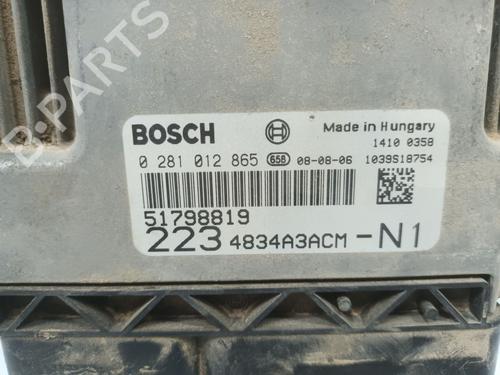 B-PARTS
BOSCH
Made in Hungary
1410 0358
0 281 012 865 658 08-08-06 1039S18754
51798819
223 4834A3ACM -N1